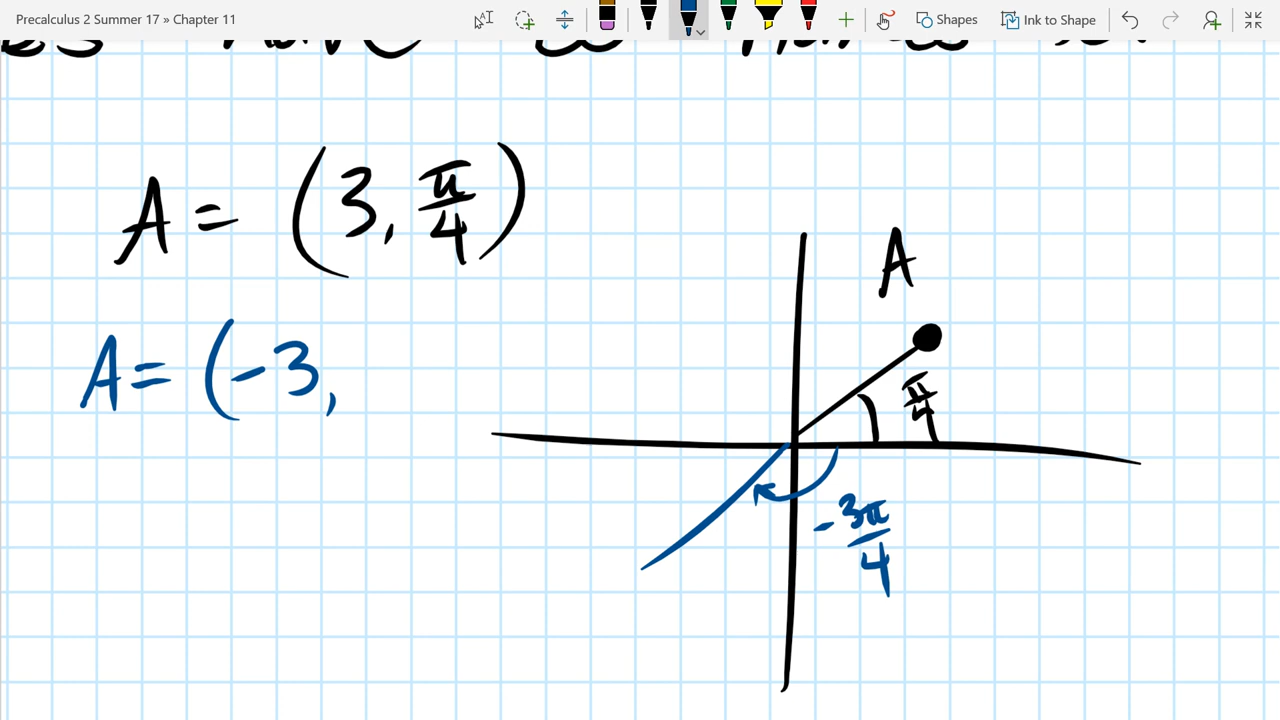 Precalculus 2 Summer 17 » Chapter 11
Shapes
Ink to Shape
A = (3, π/4)
A
A = (-3,
π/4
-3π/4